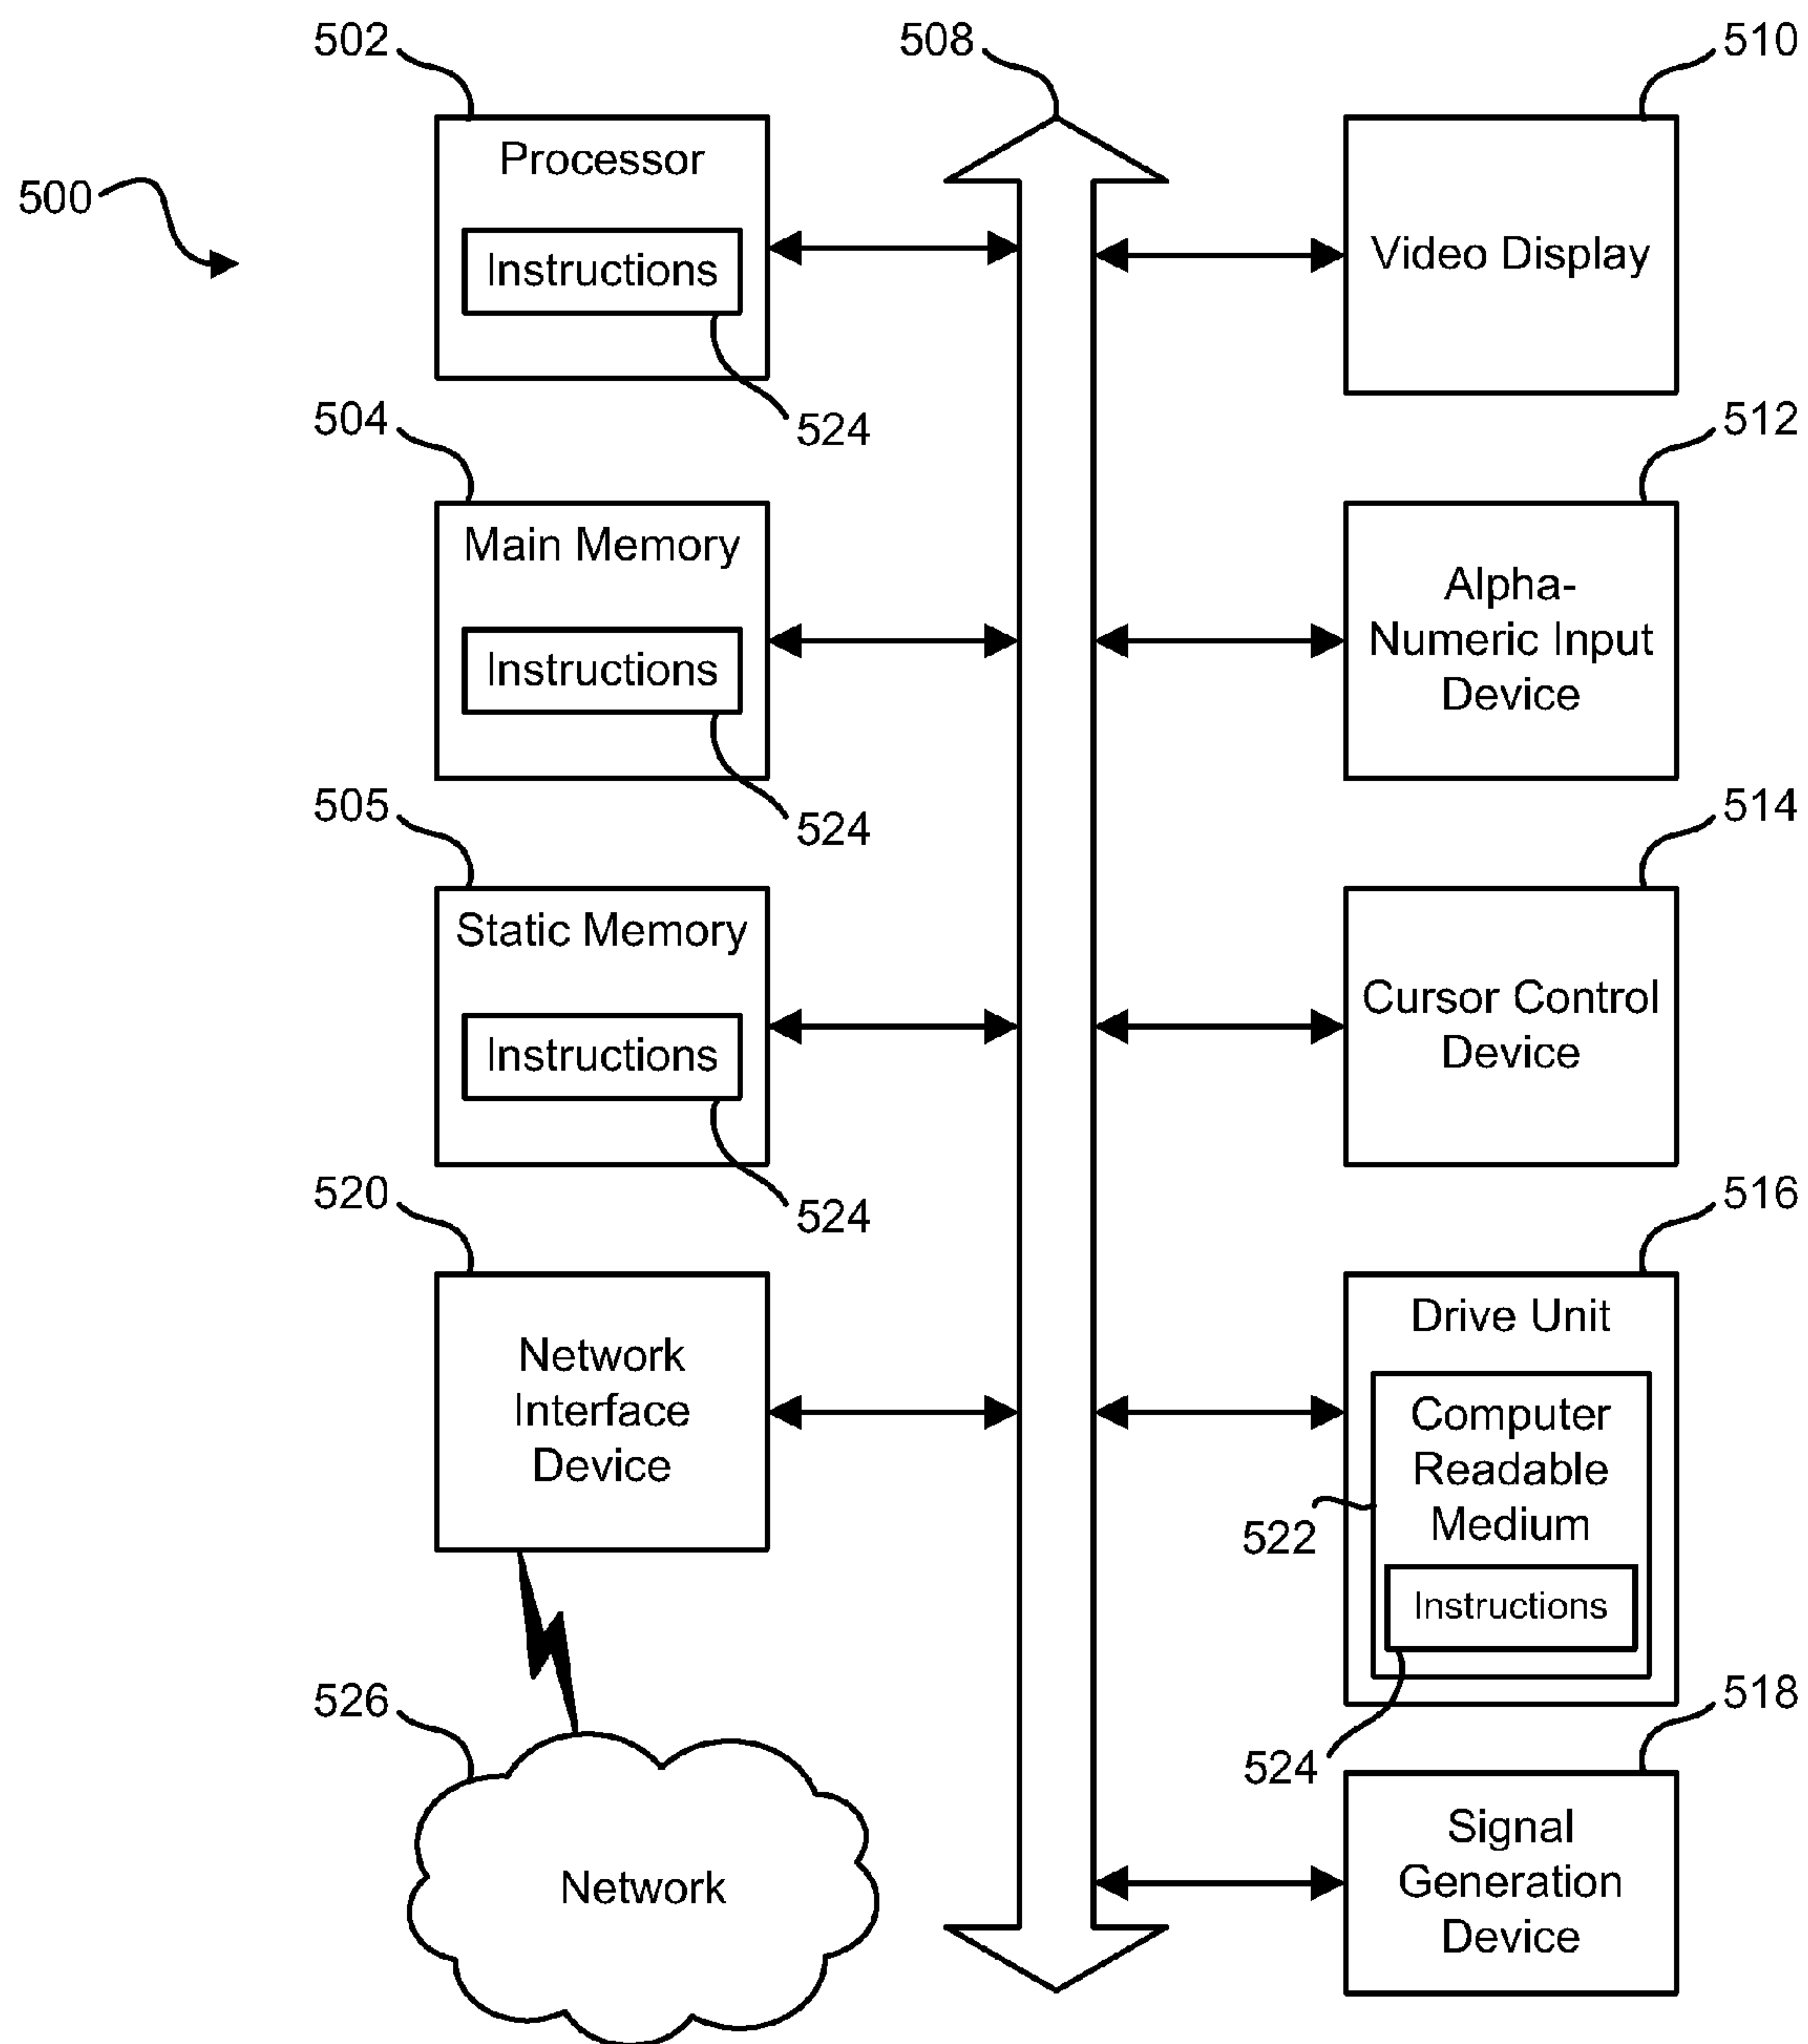 502
508
510
500
Processor
Instructions
524
Video Display
504
512
Main Memory
Instructions
524
Alpha-
Numeric Input
Device
505
514
Static Memory
Instructions
524
Cursor Control
Device
520
516
Network
Interface
Device
Drive Unit
Computer
Readable
Medium
522
Instructions
524
526
518
Network
Signal
Generation
Device